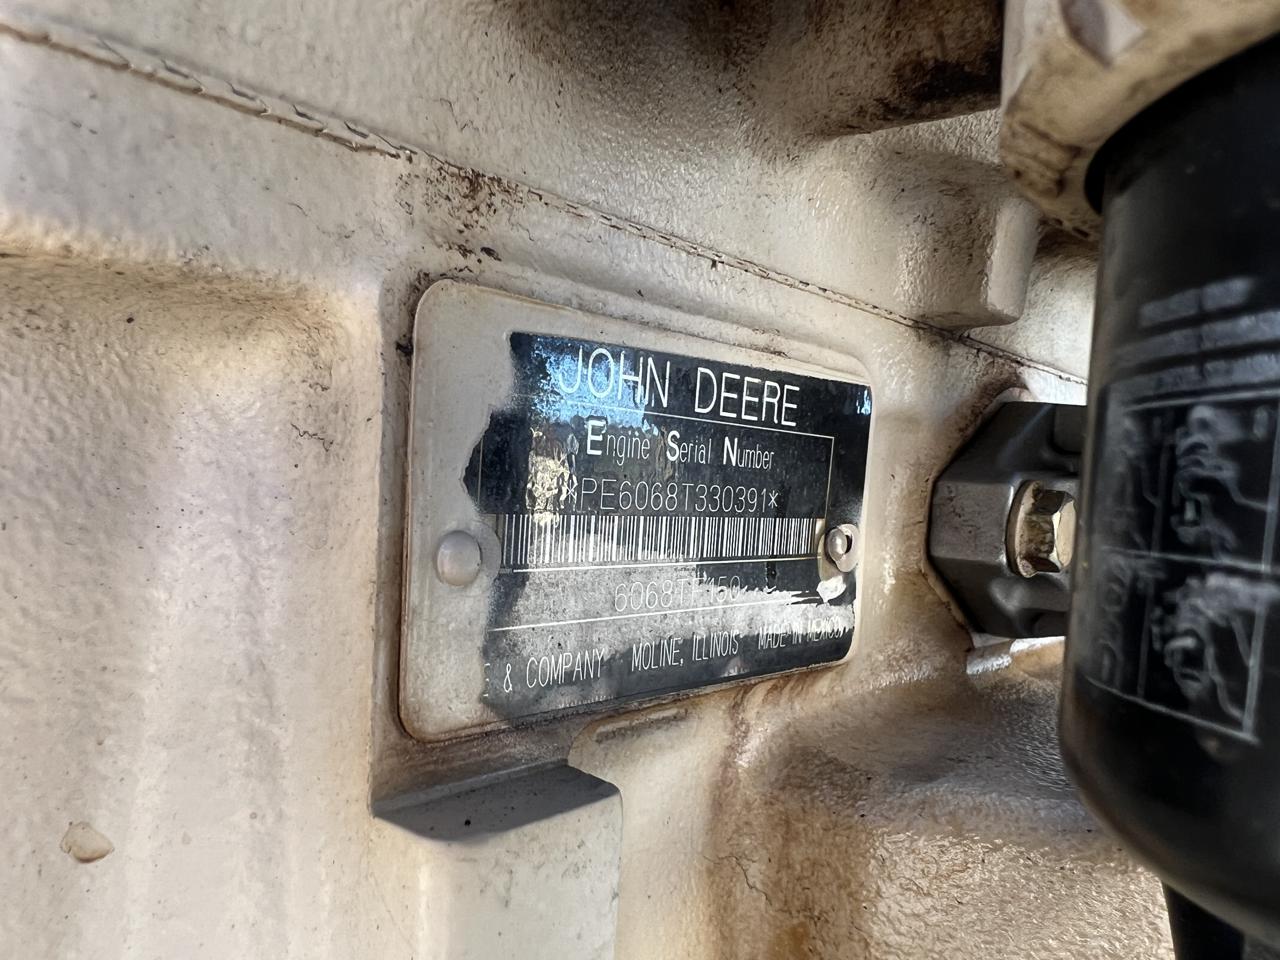 JOHN DEERE
Engine Serial Number
*PE6068T330391*
6068TF150
& COMPANY MOLINE, ILLINOIS MADE IN MEXICO